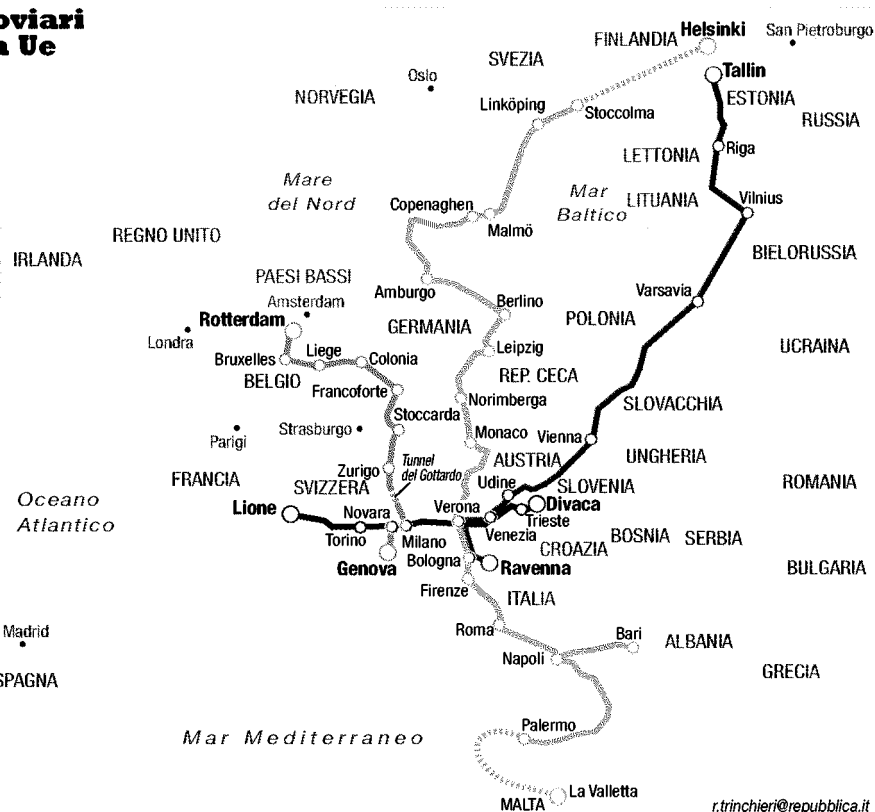 oviari
a Ue
FINLANDIA
Helsinki
San Pietroburgo
SVEZIA
Oslo
Tallin
NORVEGIA
Linköping
Stoccolma
ESTONIA
RUSSIA
LETTONIA
Riga
Mare
del Nord
Mar
Baltico
Copenaghen
Malmö
LITUANIA
Vilnius
REGNO UNITO
IRLANDA
BIELORUSSIA
PAESI BASSI
Amsterdam
Amburgo
Berlino
Varsavia
Rotterdam
GERMANIA
POLONIA
Londra
Bruxelles
Liege
Colonia
Leipzig
UCRAINA
BELGIO
Francoforte
REP. CECA
Norimberga
SLOVACCHIA
Stoccarda
Parigi
Strasburgo
Monaco
Vienna
UNGHERIA
AUSTRIA
Zurigo
Tunnel
del Gottardo
FRANCIA
SVIZZERA
Udine
SLOVENIA
ROMANIA
Oceano
Atlantico
Lione
Novara
Verona
Divaca
Trieste
Torino
Milano
Venezia
CROAZIA
BOSNIA
SERBIA
Genova
Bologna
Ravenna
BULGARIA
Firenze
ITALIA
Madrid
Roma
Bari
ALBANIA
Napoli
SPAGNA
GRECIA
Mar Mediterraneo
Palermo
MALTA
La Valletta
r.trinchieri@repubblica.it